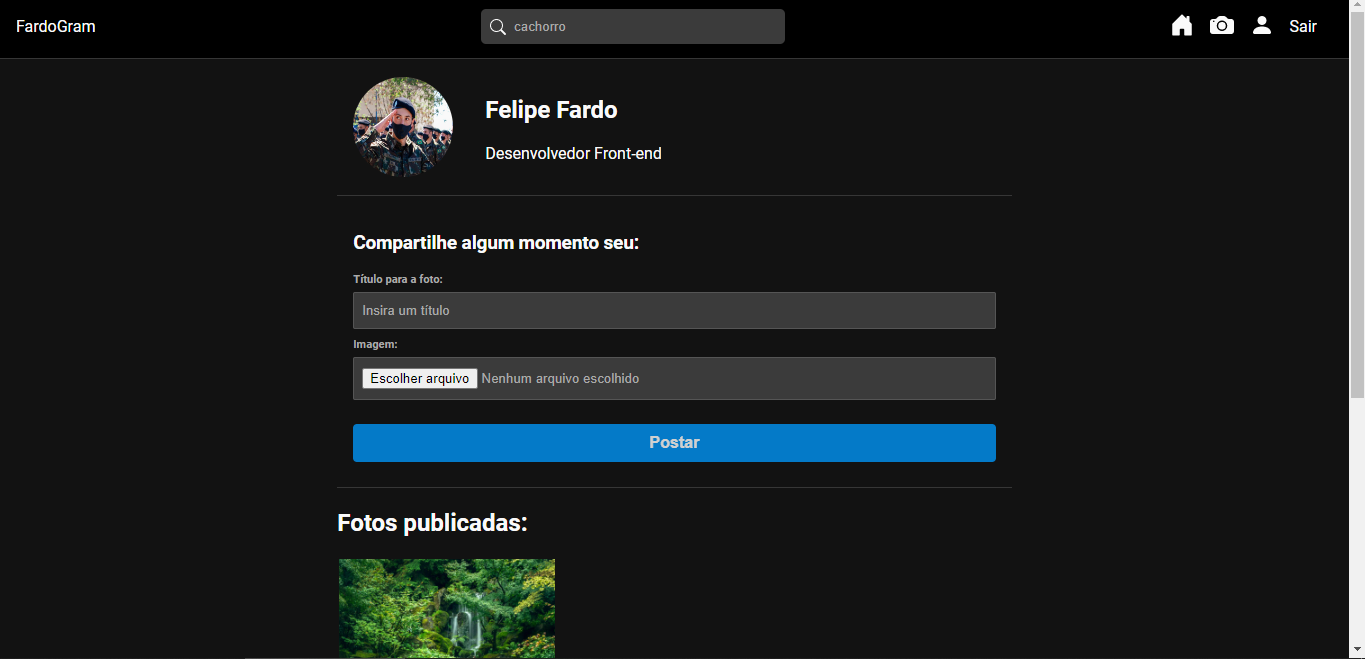 FardoGram
cachorro
Sair
Felipe Fardo
Desenvolvedor Front-end
Compartilhe algum momento seu:
Título para a foto:
Insira um título
Imagem:
Escolher arquivo Nenhum arquivo escolhido
Postar
Fotos publicadas: